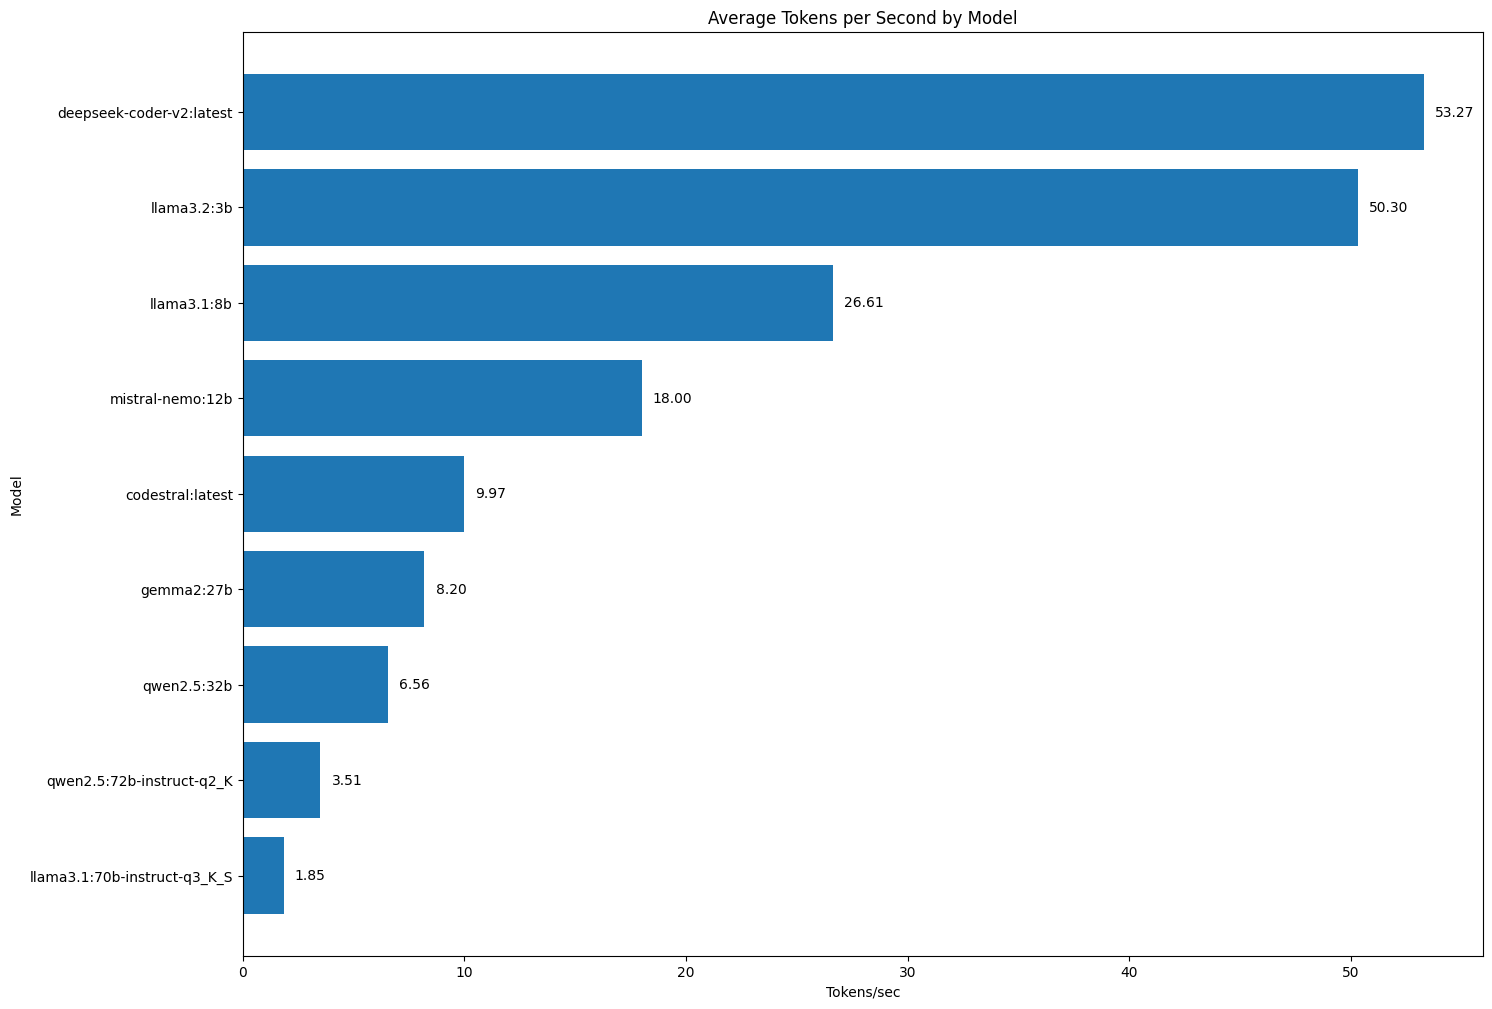 Average Tokens per Second by Model
deepseek-coder-v2:latest 53.27
llama3.2:3b 50.30
llama3.1:8b 26.61
mistral-nemo:12b 18.00
codestral:latest 9.97
gemma2:27b 8.20
qwen2.5:32b 6.56
qwen2.5:72b-instruct-q2_K 3.51
llama3.1:70b-instruct-q3_K_S 1.85
Model
0 10 20 30 40 50
Tokens/sec